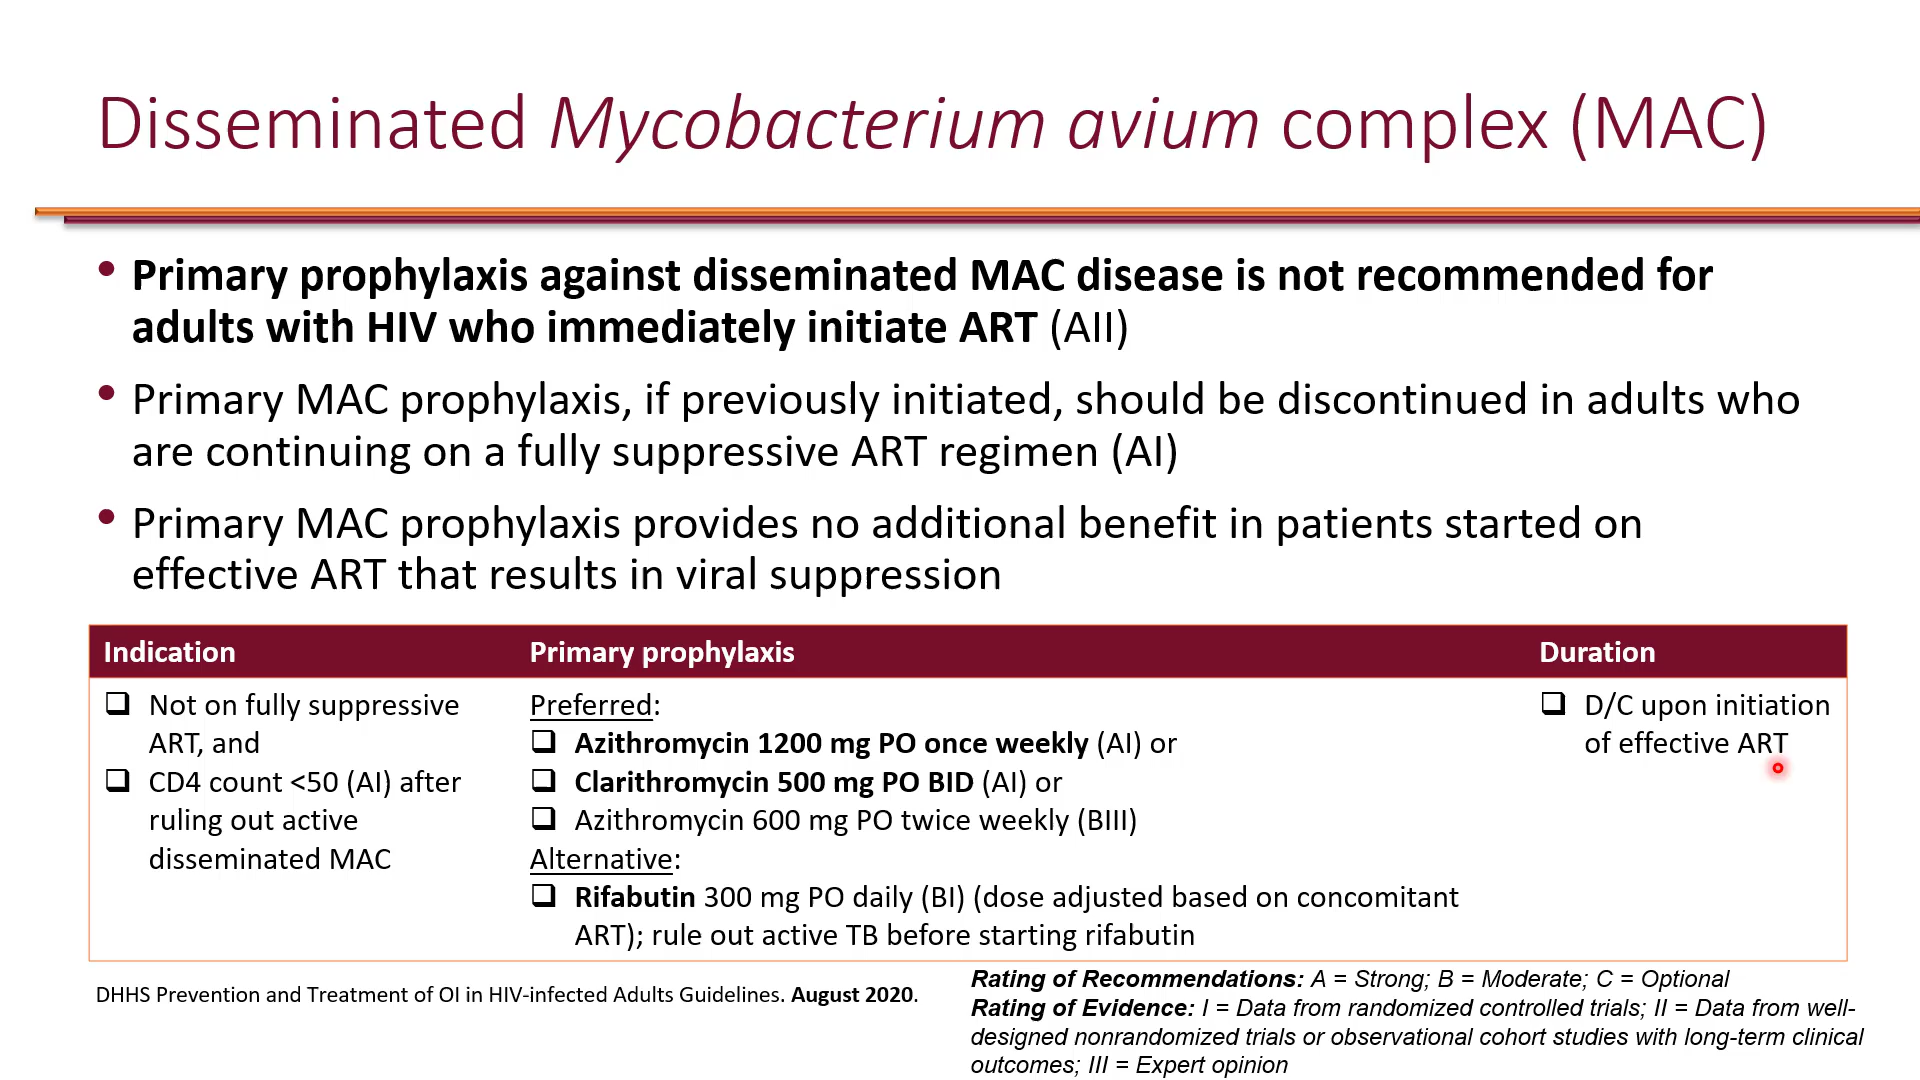 Disseminated Mycobacterium avium complex (MAC)
• Primary prophylaxis against disseminated MAC disease is not recommended for
adults with HIV who immediately initiate ART (AII)
• Primary MAC prophylaxis, if previously initiated, should be discontinued in adults who
are continuing on a fully suppressive ART regimen (AI)
• Primary MAC prophylaxis provides no additional benefit in patients started on
effective ART that results in viral suppression
Indication
❑ Not on fully suppressive
ART, and
❑ CD4 count <50 (AI) after
ruling out active
disseminated MAC
Primary prophylaxis
Preferred:
❑ Azithromycin 1200 mg PO once weekly (AI) or
❑ Clarithromycin 500 mg PO BID (AI) or
❑ Azithromycin 600 mg PO twice weekly (BIII)
Alternative:
❑ Rifabutin 300 mg PO daily (BI) (dose adjusted based on concomitant
ART); rule out active TB before starting rifabutin
Duration
❑ D/C upon initiation
of effective ART
DHHS Prevention and Treatment of OI in HIV-infected Adults Guidelines. August 2020.
Rating of Recommendations: A = Strong; B = Moderate; C = Optional
Rating of Evidence: I = Data from randomized controlled trials; II = Data from well-
designed nonrandomized trials or observational cohort studies with long-term clinical
outcomes; III = Expert opinion